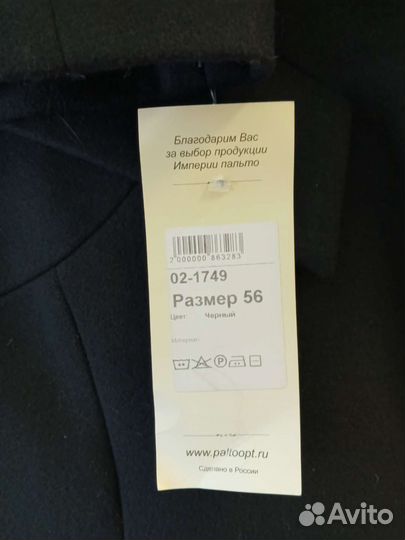 Благодарим Вас
за выбор продукции
Империи пальто
2 000000 863283
02-1749
Размер 56
Цвет: Черный
Материал:
P
www.paltoopt.ru
Сделано в России
Avito